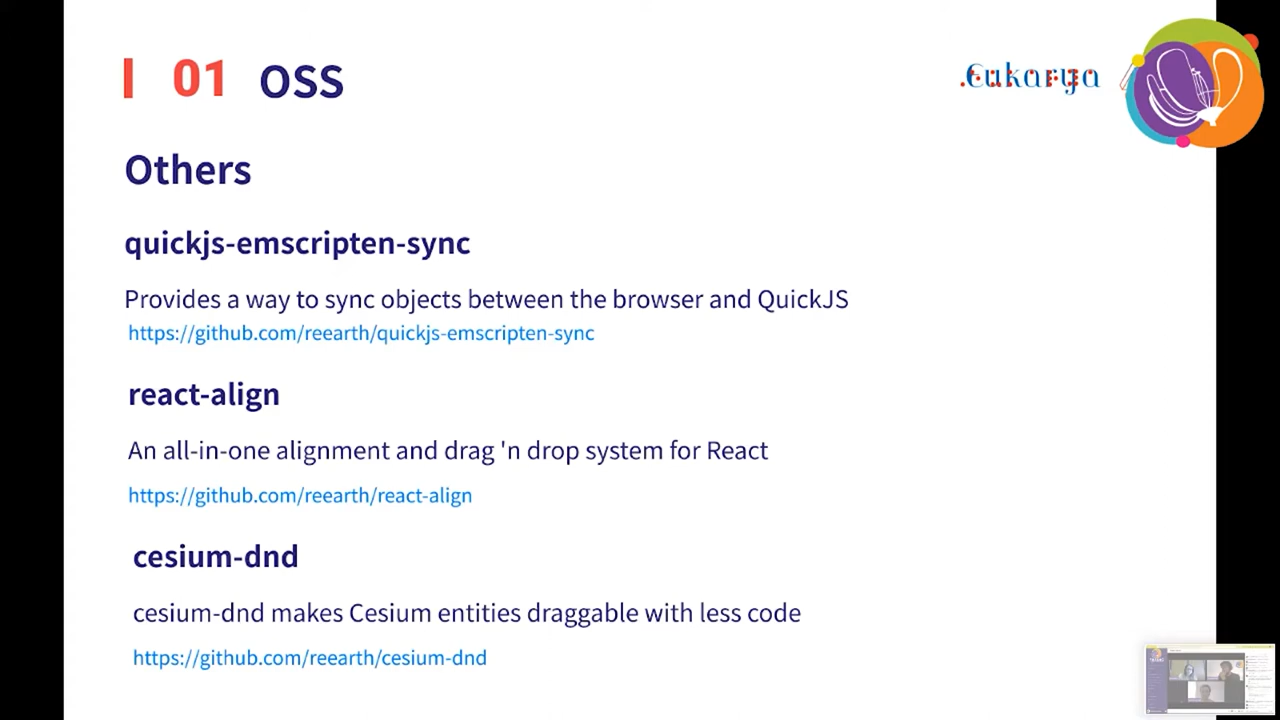 01 OSS
Eukarya
Others
quickjs-emscripten-sync
Provides a way to sync objects between the browser and QuickJS
https://github.com/reearth/quickjs-emscripten-sync
react-align
An all-in-one alignment and drag 'n drop system for React
https://github.com/reearth/react-align
cesium-dnd
cesium-dnd makes Cesium entities draggable with less code
https://github.com/reearth/cesium-dnd